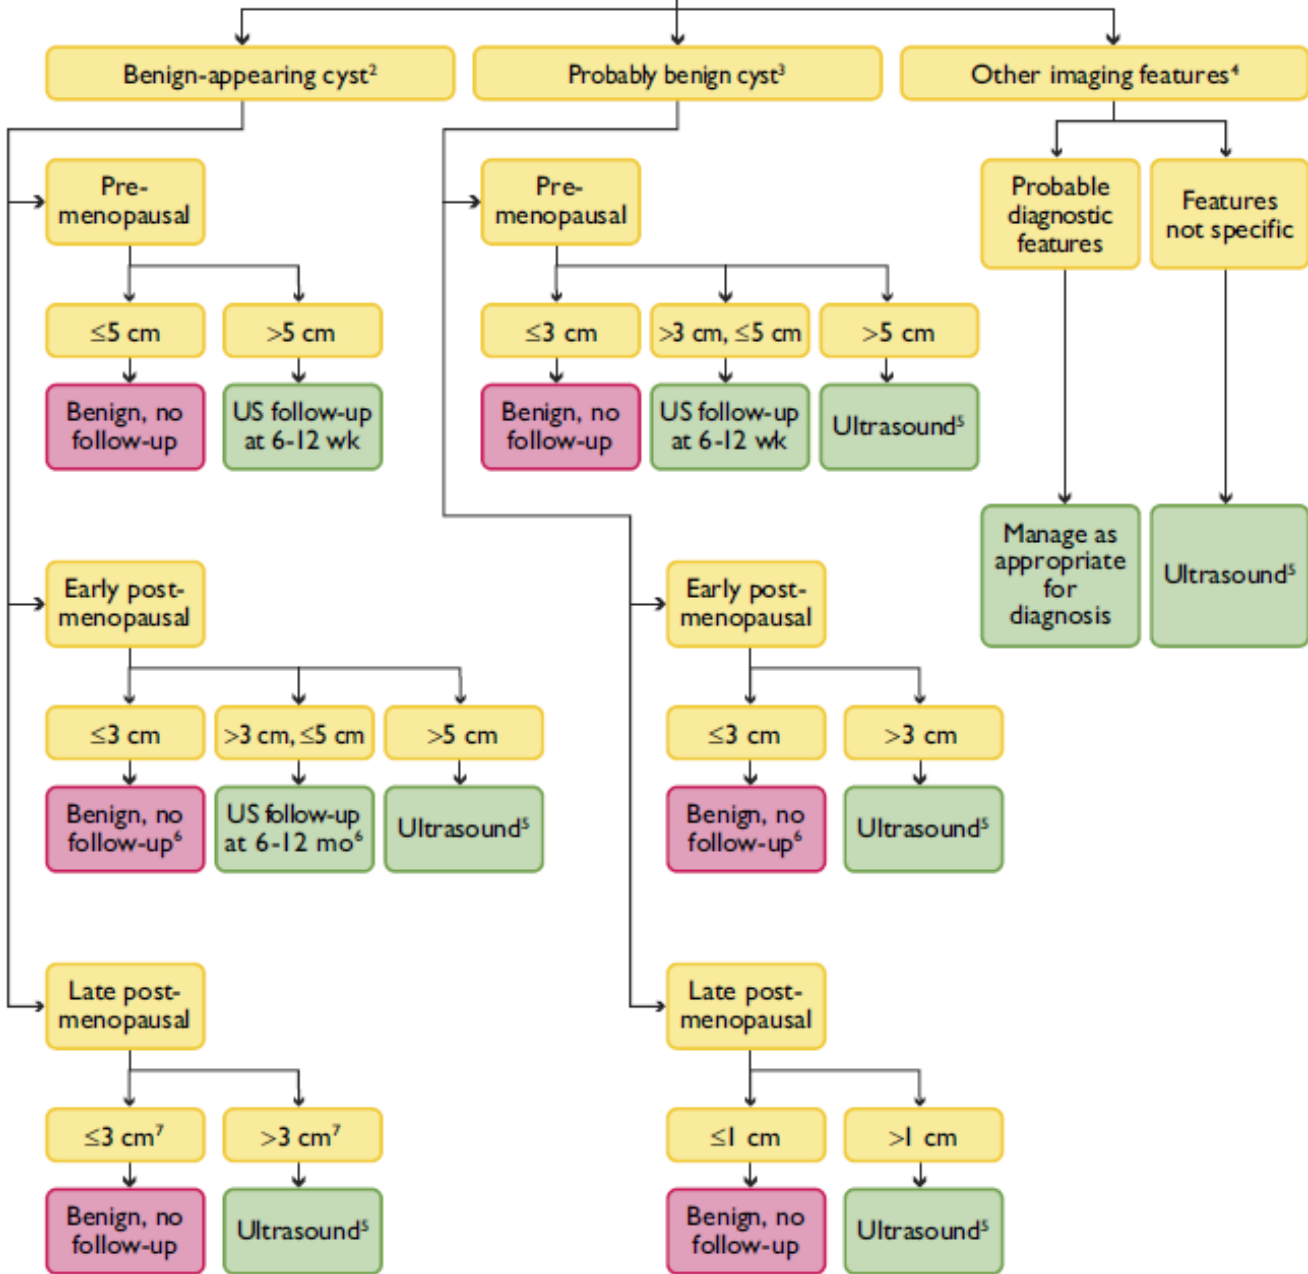 Benign-appearing cyst²
Probably benign cyst³
Other imaging features⁴
Pre-
menopausal
≤5 cm
>5 cm
Benign, no
follow-up
US follow-up
at 6-12 wk
Pre-
menopausal
≤3 cm
>3 cm, ≤5 cm
>5 cm
Benign, no
follow-up
US follow-up
at 6-12 wk
Ultrasound⁵
Probable
diagnostic
features
Features
not specific
Manage as
appropriate
for
diagnosis
Ultrasound⁵
Early post-
menopausal
≤3 cm
>3 cm, ≤5 cm
>5 cm
Benign, no
follow-up⁶
US follow-up
at 6-12 mo⁶
Ultrasound⁵
Early post-
menopausal
≤3 cm
>3 cm
Benign, no
follow-up⁶
Ultrasound⁵
Late post-
menopausal
≤3 cm⁷
>3 cm⁷
Benign, no
follow-up
Ultrasound⁵
Late post-
menopausal
≤1 cm
>1 cm
Benign, no
follow-up
Ultrasound⁵